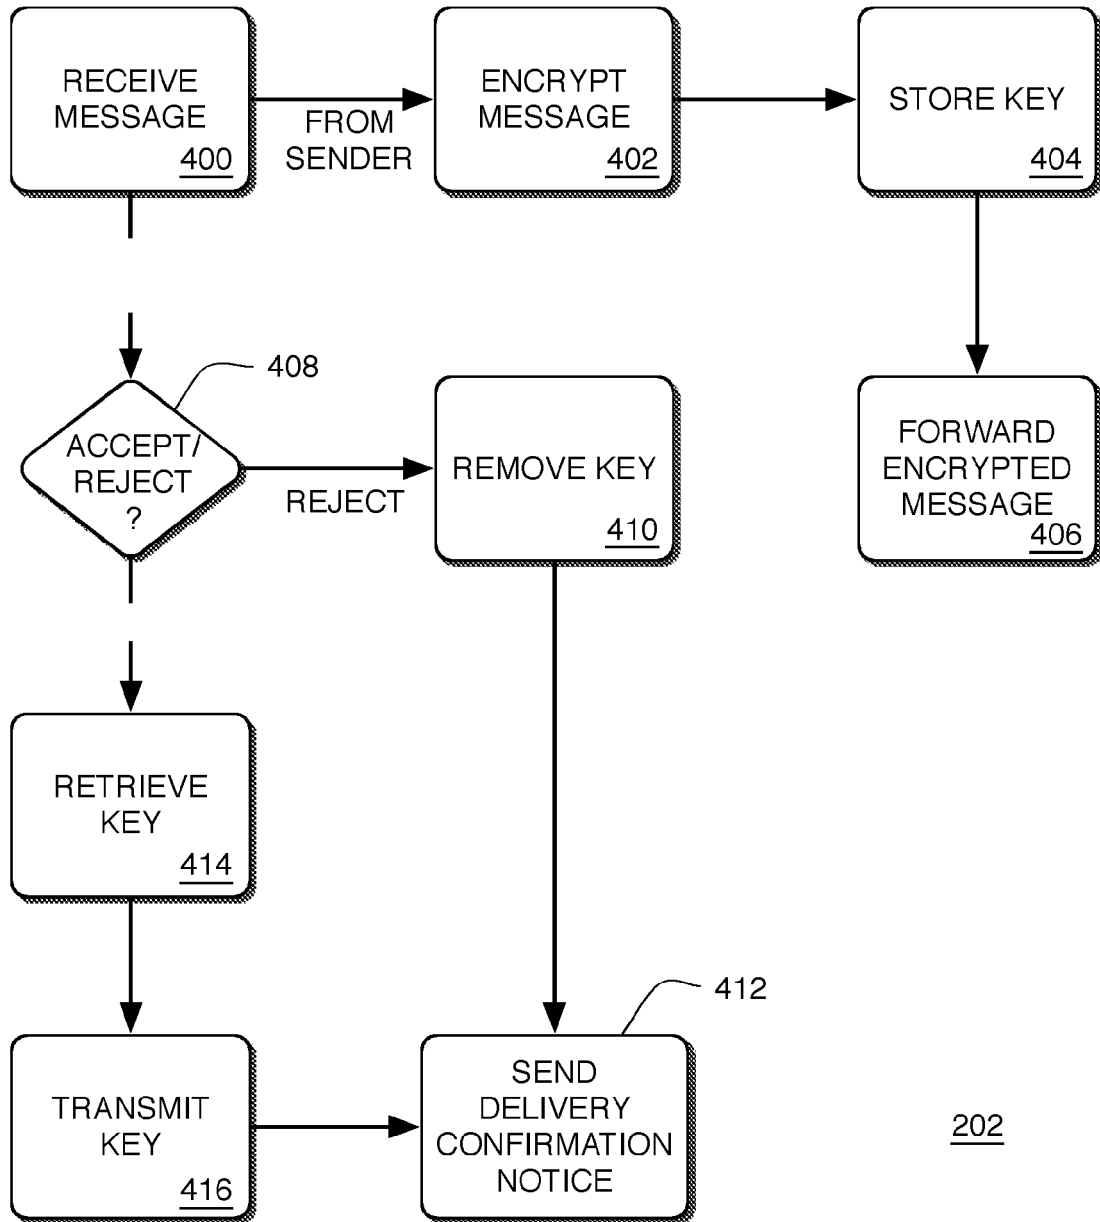 RECEIVE
MESSAGE
400
FROM
SENDER
ENCRYPT
MESSAGE
402
STORE KEY
404
408
ACCEPT/
REJECT
?
REJECT
REMOVE KEY
410
FORWARD
ENCRYPTED
MESSAGE
406
RETRIEVE
KEY
414
412
TRANSMIT
KEY
416
SEND
DELIVERY
CONFIRMATION
NOTICE
202